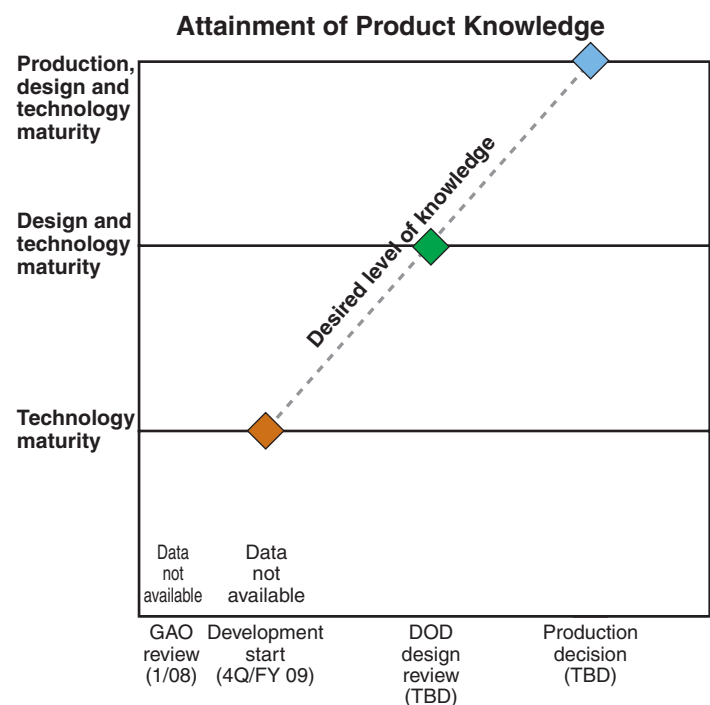 Attainment of Product Knowledge
Production,
design and
technology
maturity
Design and
technology
maturity
Technology
maturity
Desired level of knowledge
Data
not
available
Data
not
available
GAO
review
(1/08)
Development
start
(4Q/FY 09)
DOD
design
review
(TBD)
Production
decision
(TBD)